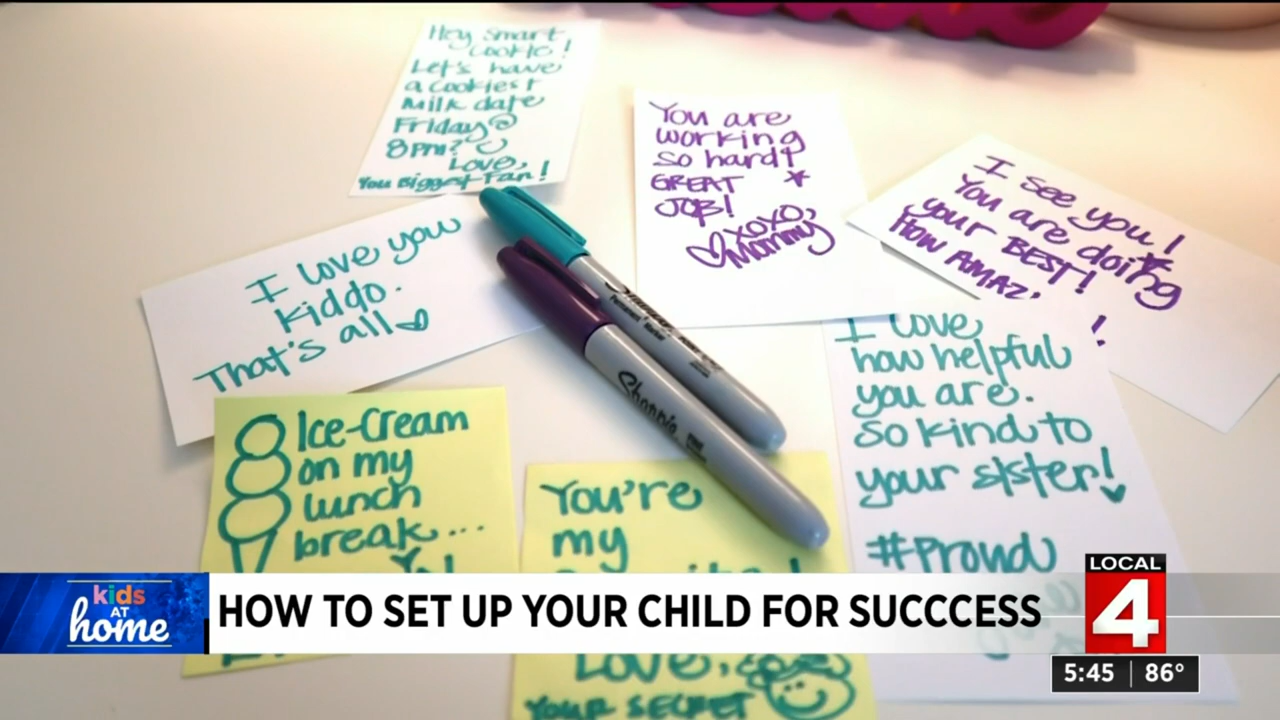 Hey Smart
Cookie!
Let's have
a cookiest
Milk date
Friday
8pm?
Love,
You Biggest Fan!
You are
working
so hard!
GREAT
JOB!
xoxo,
Mommy
I see you!
You are doing
your BEST!
HOW AMAZ
!
I love you
kiddo.
That's all
I love
how helpful
you are.
So kind to
your sister!
#Proud
Ice-Cream
on my
lunch
break...
You're
my
Love,
YOUR SECRET
Sharpie
Permanent Marker
Sharpie
kids
AT
home
HOW TO SET UP YOUR CHILD FOR SUCCCESS
LOCAL
4
5:45 86°